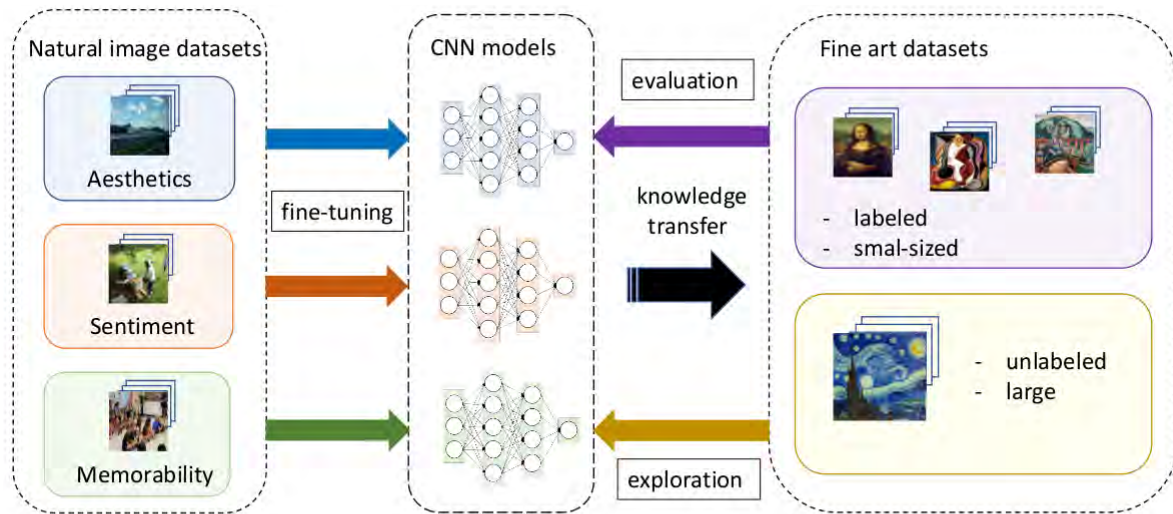 Natural image datasets
Aesthetics
Sentiment
Memorability
fine-tuning
CNN models
evaluation
knowledge
transfer
exploration
Fine art datasets
- labeled
- smal-sized
- unlabeled
- large